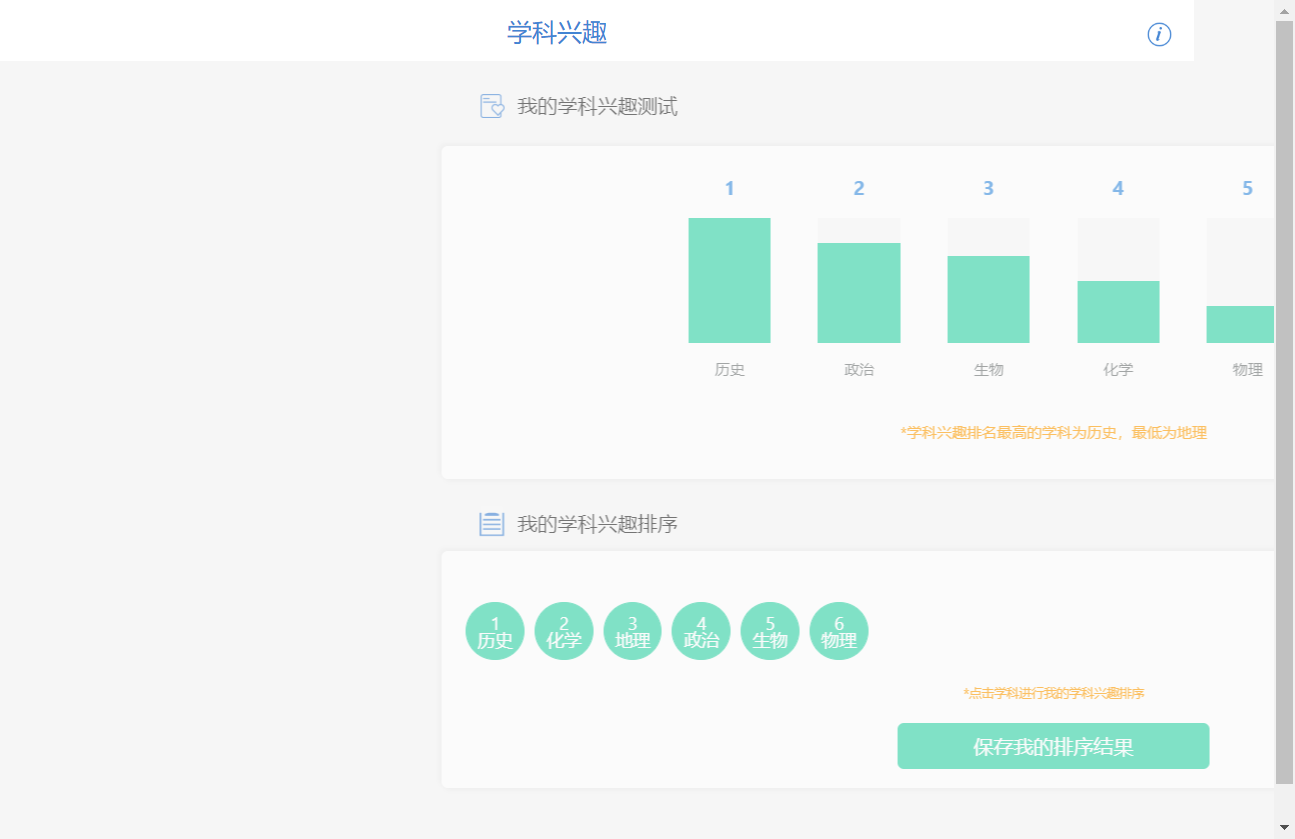 学科兴趣
我的学科兴趣测试
1 2 3 4 5
历史 政治 生物 化学 物理
*学科兴趣排名最高的学科为历史，最低为地理
我的学科兴趣排序
1 2 3 4 5 6
历史 化学 地理 政治 生物 物理
*点击学科进行我的学科兴趣排序
保存我的排序结果